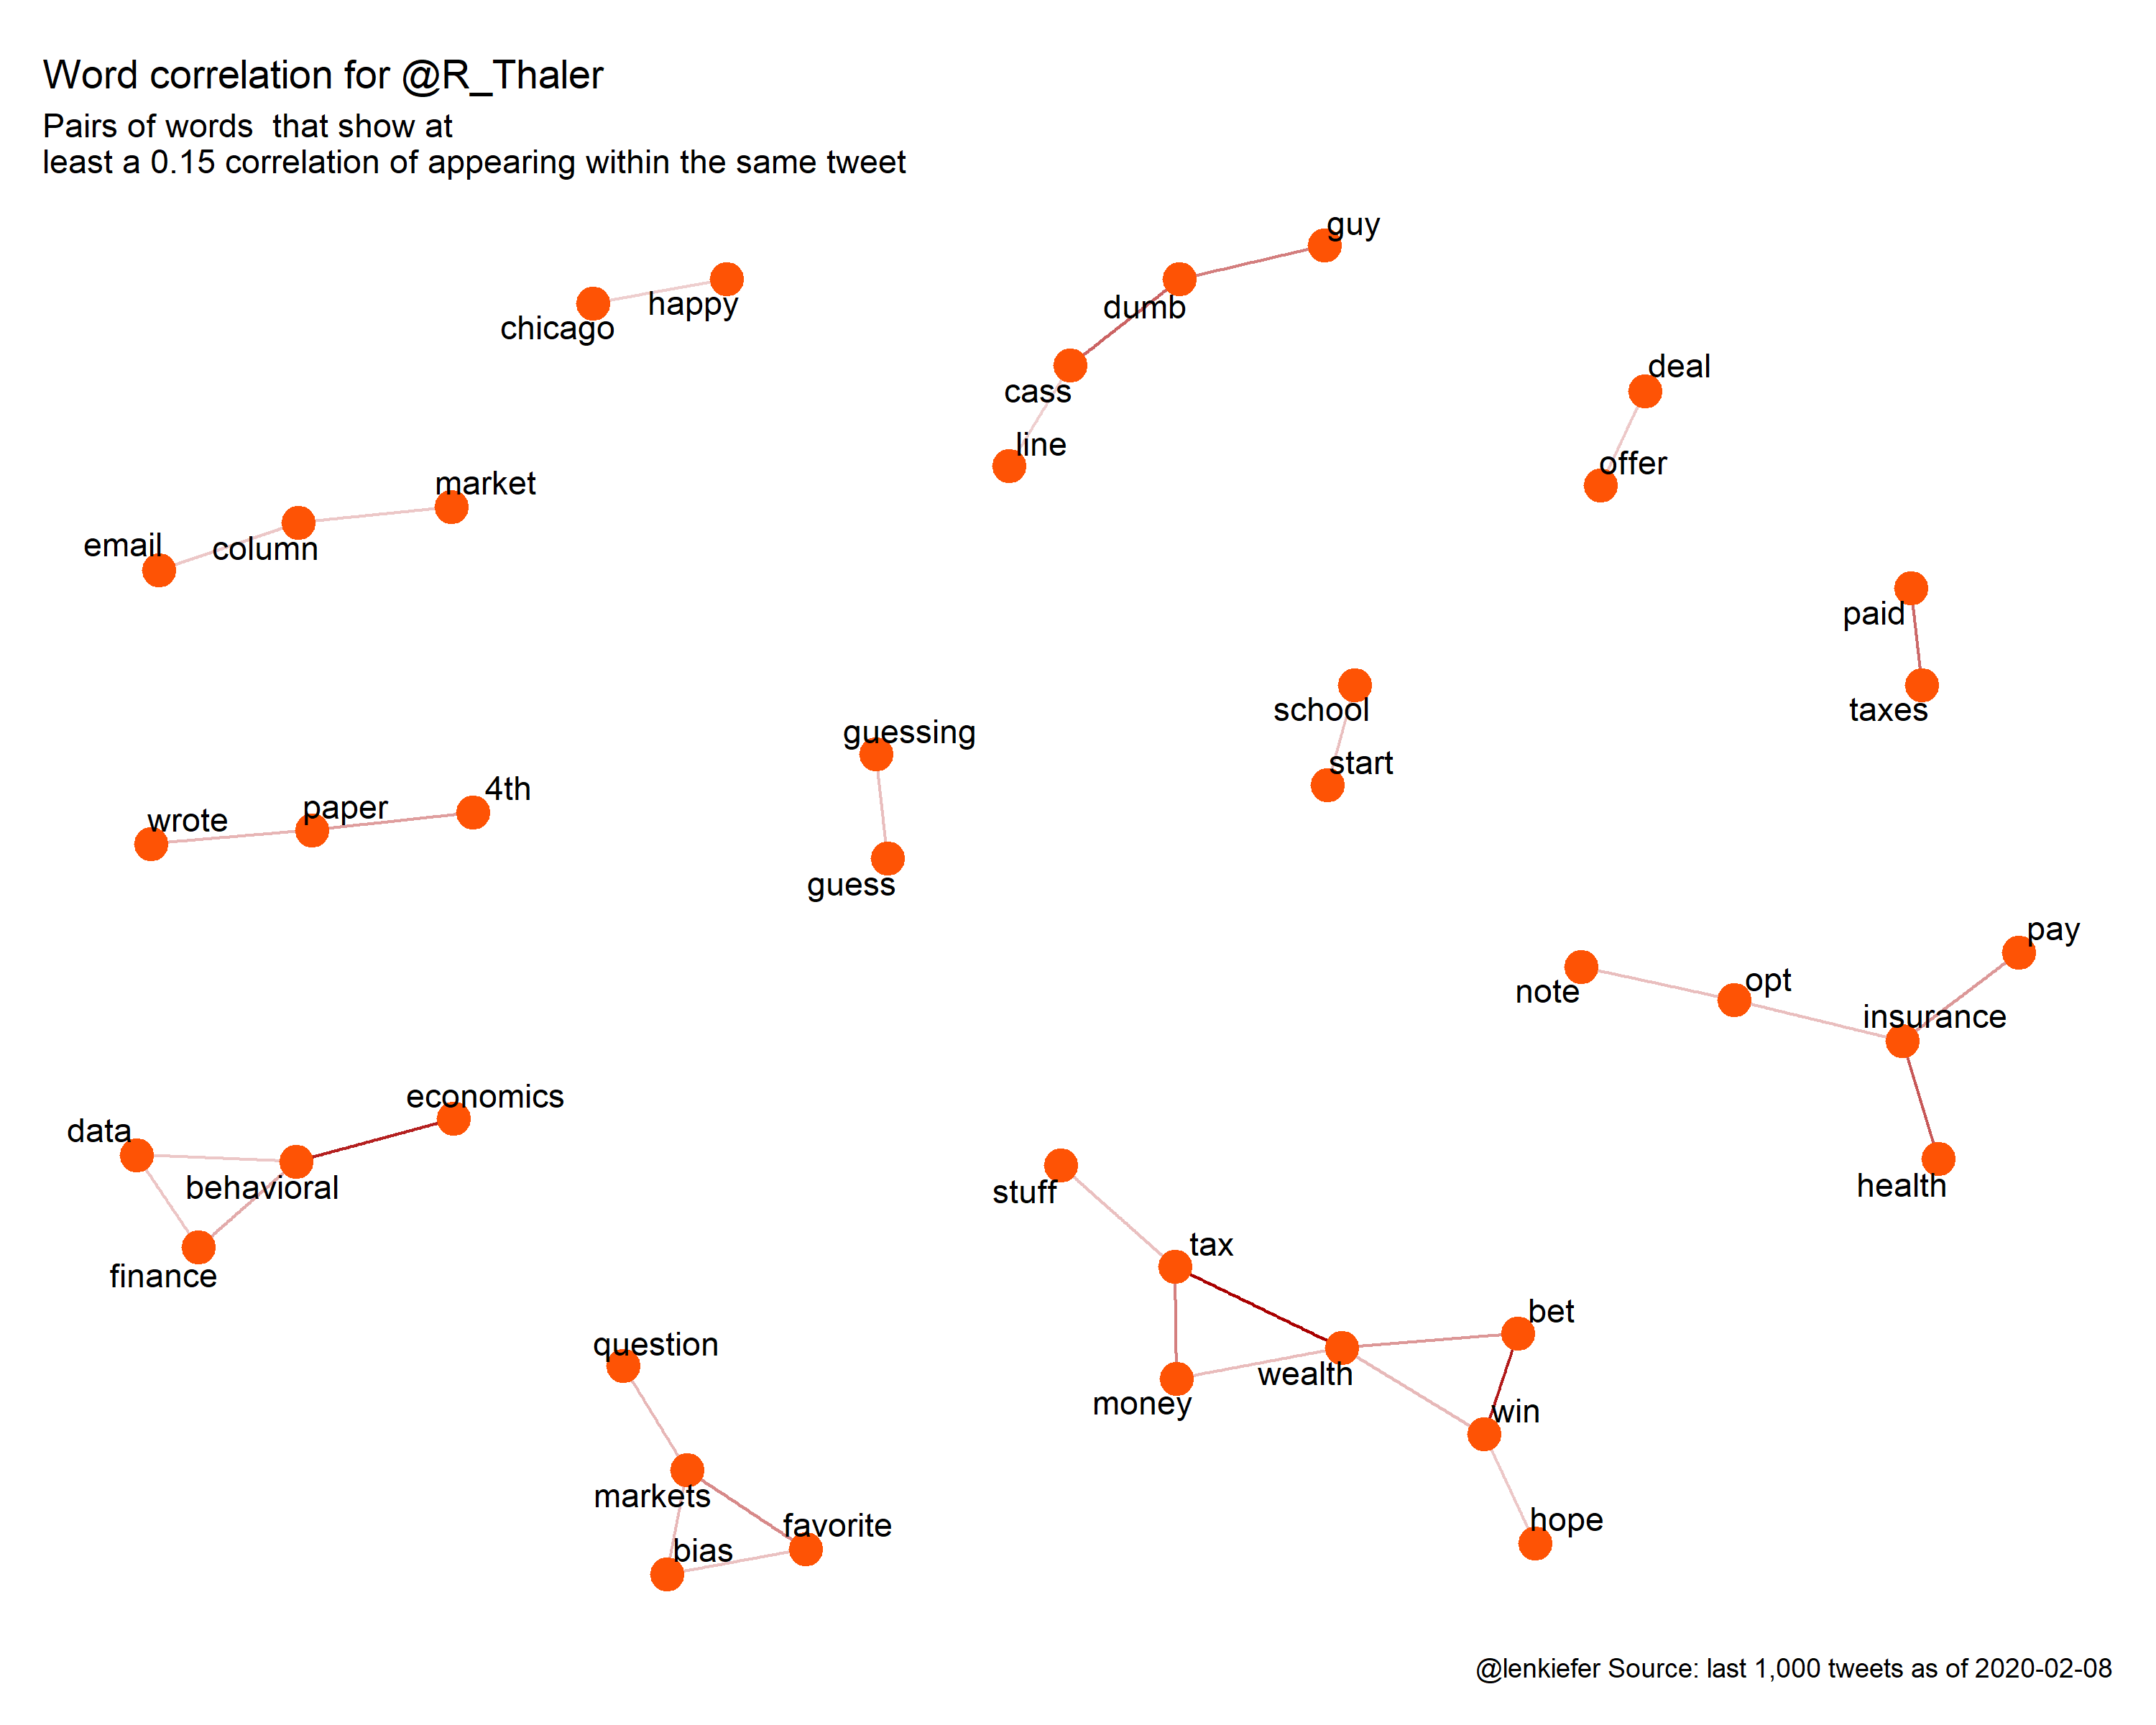 Word correlation for @R_Thaler
Pairs of words  that show at
least a 0.15 correlation of appearing within the same tweet
guy
happy
chicago
dumb
deal
cass
line
offer
market
email
column
paid
school
taxes
guessing
start
4th
paper
wrote
guess
pay
opt
note
insurance
economics
data
behavioral
health
stuff
finance
tax
bet
question
wealth
money
win
markets
favorite
hope
bias
@lenkiefer Source: last 1,000 tweets as of 2020-02-08